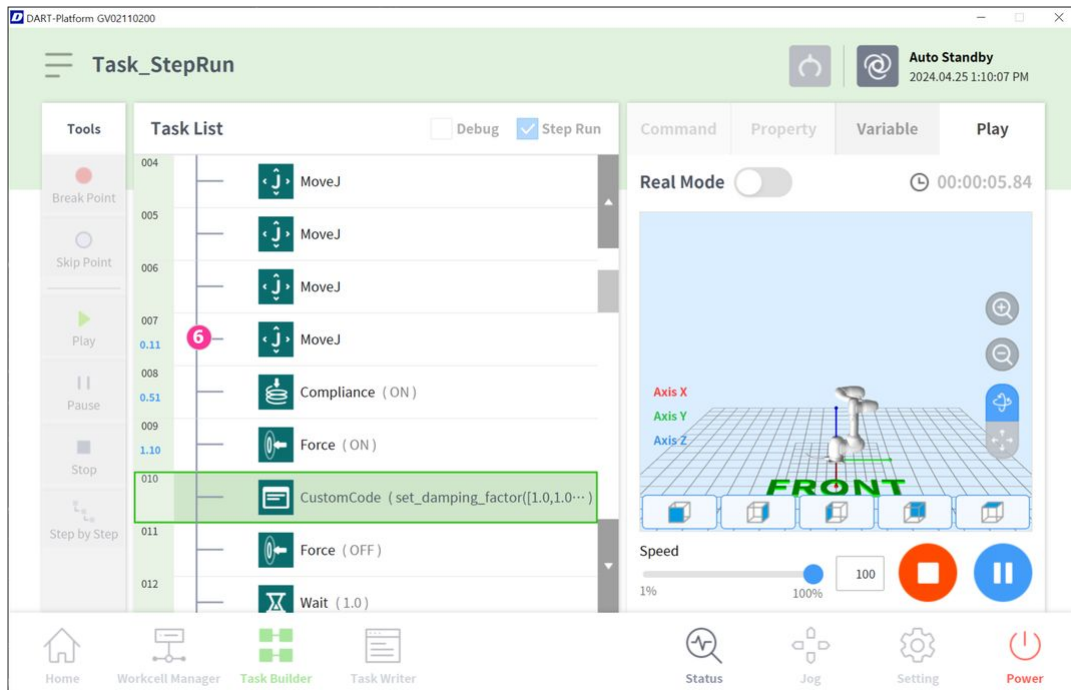 DART-Platform GV02110200
Task_StepRun
Auto Standby
2024.04.25 1:10:07 PM
Tools
Break Point
Skip Point
Play
Pause
Stop
Step by Step
Task List
Debug
Step Run
004
MoveJ
005
MoveJ
006
MoveJ
007
0.11
6
MoveJ
008
0.51
Compliance (ON)
009
1.10
Force (ON)
010
CustomCode (set_damping_factor([1.0,1.0⋯)
011
Force (OFF)
012
Wait (1.0)
Command
Property
Variable
Play
Real Mode
00:00:05.84
Axis X
Axis Y
Axis Z
FRONT
Speed
1%
100%
100
Home
Workcell Manager
Task Builder
Task Writer
Status
Jog
Setting
Power